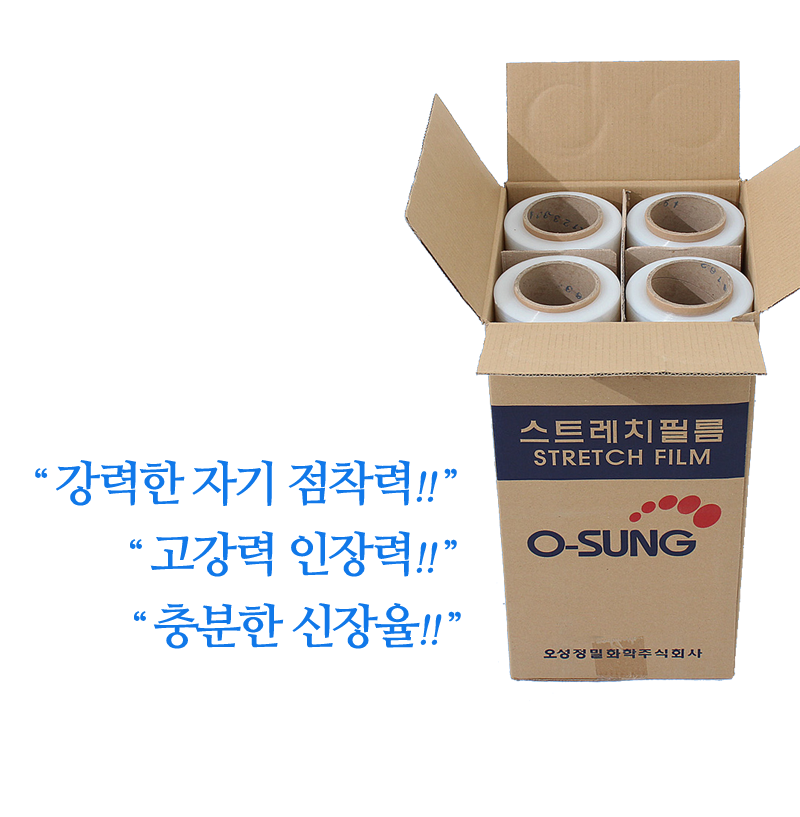 스트레치필름
STRETCH FILM
O-SUNG
오성정밀화학주식회사
“강력한 자기 점착력!!”
“고강력 인장력!!”
“충분한 신장율!!”